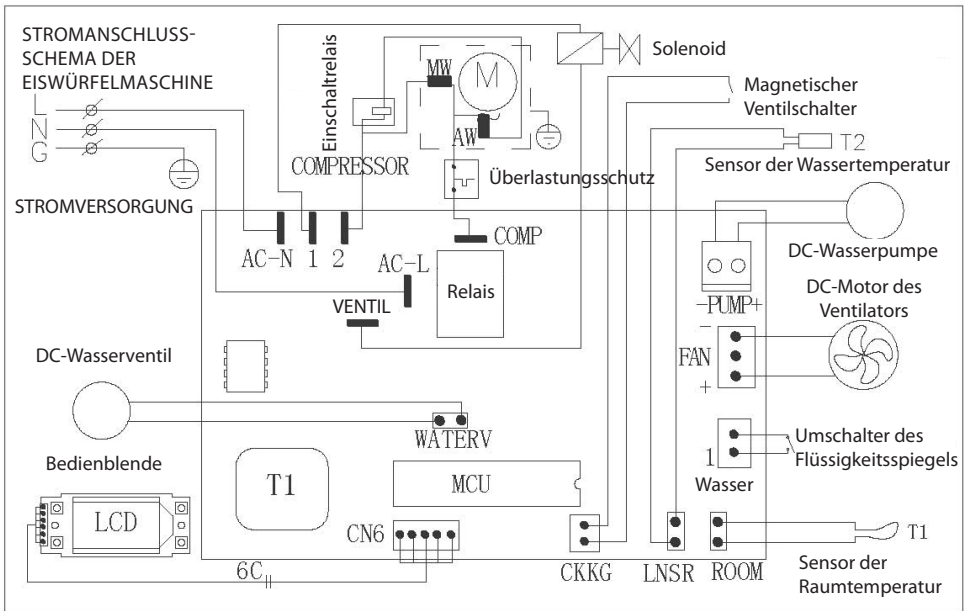 STROMANSCHLUSS-
SCHEMA DER
EISWÜRFELMASCHINE
L
N
G
STROMVERSORGUNG
Einschaltrelais
MW
M
AW
COMPRESSOR
Überlastungsschutz
Solenoid
Magnetischer
Ventilschalter
T2
Sensor der Wassertemperatur
AC-N 1 2
COMP
AC-L
Relais
VENTIL
DC-Wasserpumpe
-PUMP+
DC-Motor des
Ventilators
-
FAN
+
DC-Wasserventil
WATERV
Umschalter des
Flüssigkeitsspiegels
1
Wasser
Bedienblende
LCD
T1
MCU
CN6
6C
CKKG
LNSR
ROOM
T1
Sensor der
Raumtemperatur